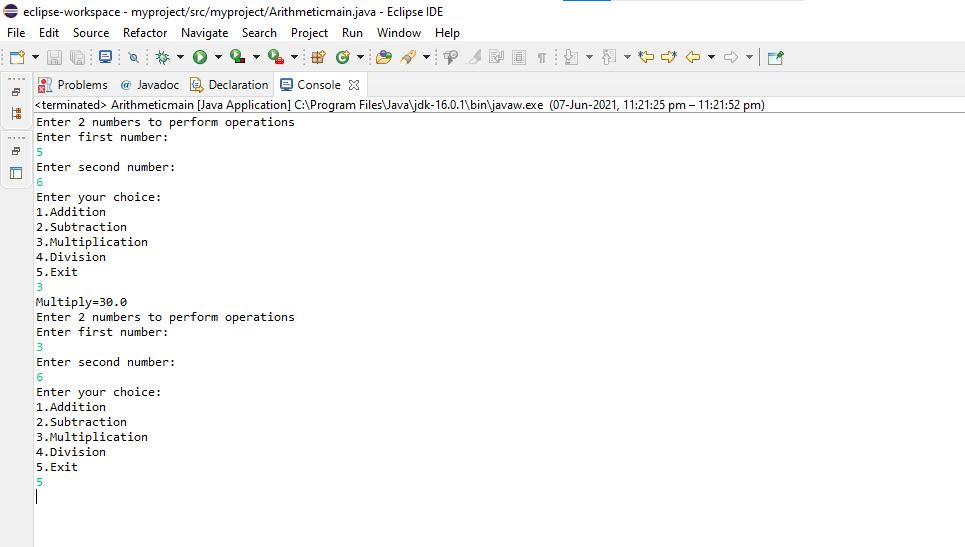 eclipse-workspace - myproject/src/myproject/Arithmeticmain.java - Eclipse IDE
File Edit Source Refactor Navigate Search Project Run Window Help
Problems @ Javadoc Declaration Console
<terminated> Arithmeticmain [Java Application] C:\Program Files\Java\jdk-16.0.1\bin\javaw.exe (07-Jun-2021, 11:21:25 pm – 11:21:52 pm)
Enter 2 numbers to perform operations
Enter first number:
5
Enter second number:
6
Enter your choice:
1.Addition
2.Subtraction
3.Multiplication
4.Division
5.Exit
3
Multiply=30.0
Enter 2 numbers to perform operations
Enter first number:
3
Enter second number:
6
Enter your choice:
1.Addition
2.Subtraction
3.Multiplication
4.Division
5.Exit
5